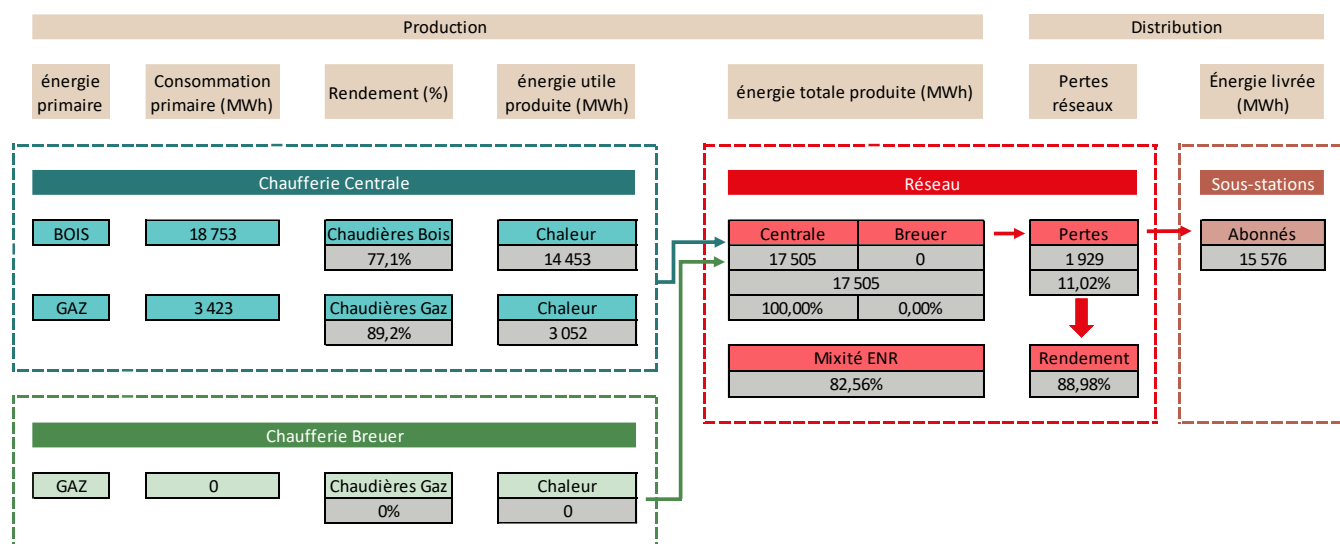 Production
Distribution
énergie primaire
Consommation primaire (MWh)
Rendement (%)
énergie utile produite (MWh)
énergie totale produite (MWh)
Pertes réseaux
Énergie livrée (MWh)
Chaufferie Centrale
BOIS
18 753
Chaudières Bois
77,1%
Chaleur
14 453
GAZ
3 423
Chaudières Gaz
89,2%
Chaleur
3 052
Réseau
Centrale
Breuer
17 505
0
17 505
100,00%
0,00%
Mixité ENR
82,56%
Pertes
1 929
11,02%
Rendement
88,98%
Sous-stations
Abonnés
15 576
Chaufferie Breuer
GAZ
0
Chaudières Gaz
0%
Chaleur
0